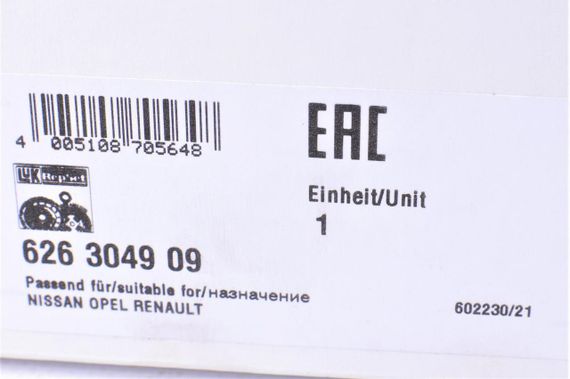 4 005108 705648
EAC
LuK RepSet
Einheit/Unit
1
626 3049 09
Passend für/suitable for/назначение
NISSAN OPEL RENAULT
602230/21